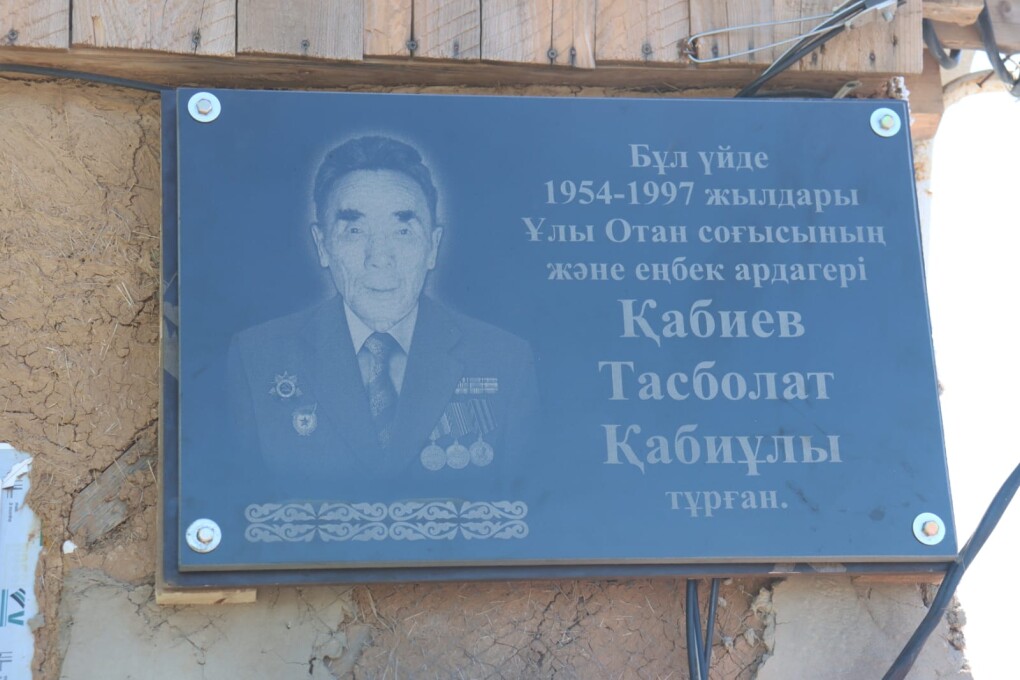 Бұл үйде
1954-1997 жылдары
Ұлы Отан соғысының
және еңбек ардагері
Қабиев
Тасболат
Қабиұлы
тұрған.